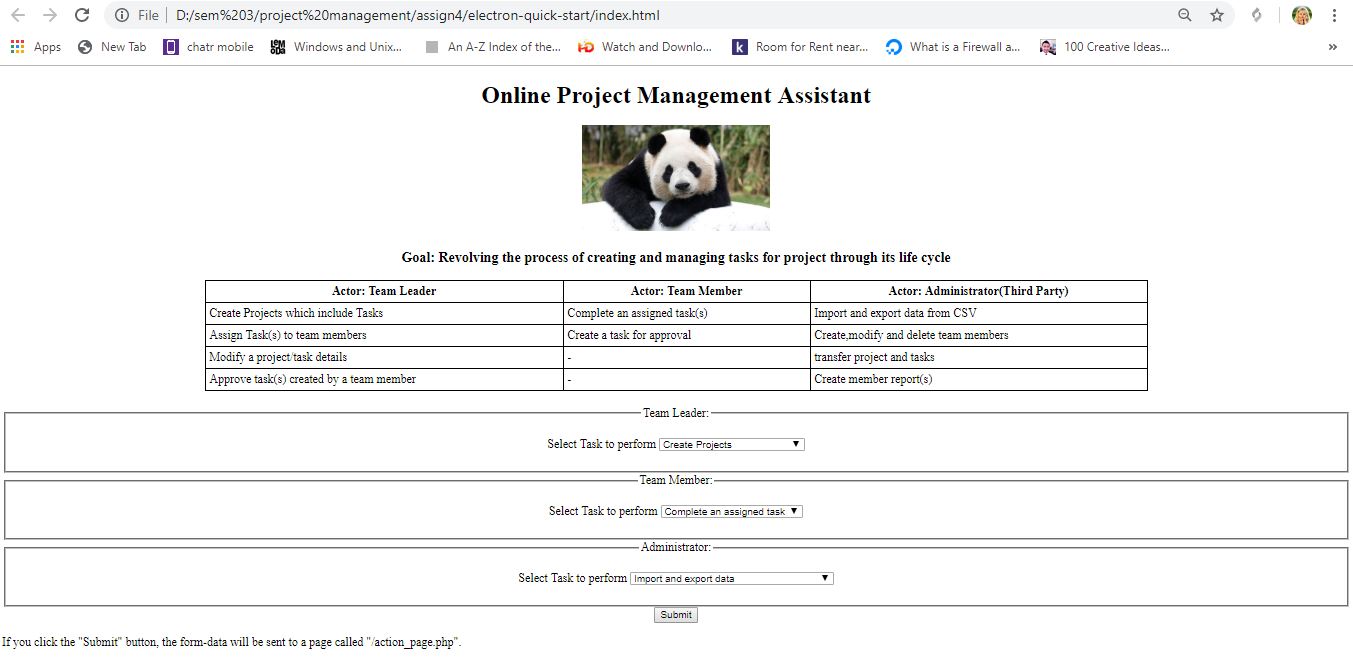 File | D:/sem%203/project%20management/assign4/electron-quick-start/index.html
Apps New Tab chatr mobile Windows and Unix... An A-Z Index of the... Watch and Downlo... Room for Rent near... What is a Firewall a... 100 Creative Ideas... »
Online Project Management Assistant
Goal: Revolving the process of creating and managing tasks for project through its life cycle
Actor: Team Leader Actor: Team Member Actor: Administrator(Third Party)
Create Projects which include Tasks Complete an assigned task(s) Import and export data from CSV
Assign Task(s) to team members Create a task for approval Create,modify and delete team members
Modify a project/task details - transfer project and tasks
Approve task(s) created by a team member - Create member report(s)
Team Leader:
Select Task to perform Create Projects
Team Member:
Select Task to perform Complete an assigned task
Administrator:
Select Task to perform Import and export data
Submit
If you click the "Submit" button, the form-data will be sent to a page called "/action_page.php".